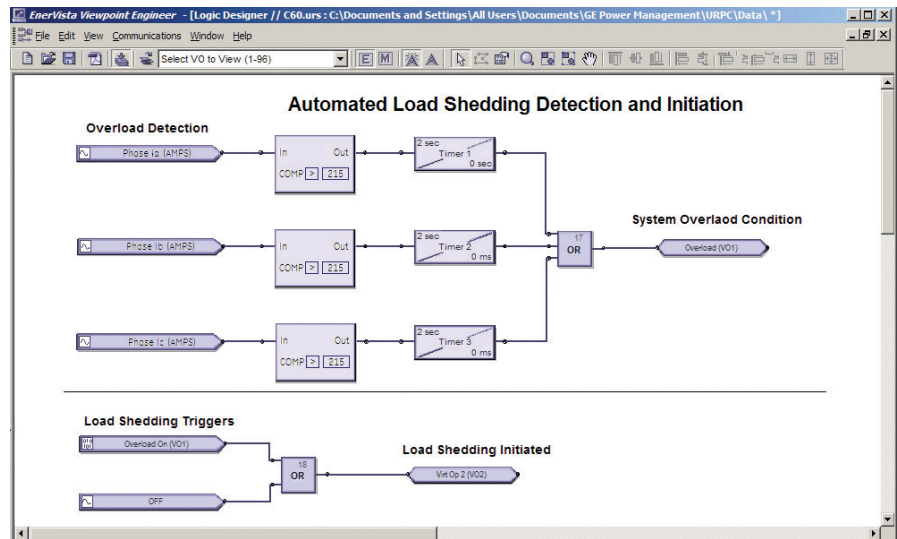 EnerVista Viewpoint Engineer - [Logic Designer // C60.urs : C:\Documents and Settings\All Users\Documents\GE Power Management\URPC\Data\ *]
File Edit View Communications Window Help
Select VO to View (1-96)
E M
Automated Load Shedding Detection and Initiation
Overload Detection
Phase Ia (AMPS)
In Out
COMP > 215
2 sec
Timer 1
0 sec
System Overlaod Condition
Phase Ib (AMPS)
In Out
COMP > 215
2 sec
Timer 2
0 ms
17
OR
Overload (VO1)
Phase Ic (AMPS)
In Out
COMP > 215
2 sec
Timer 3
0 ms
Load Shedding Triggers
Overload On (VO1)
Load Shedding Initiated
18
OR
Virt Op 2 (VO2)
OFF